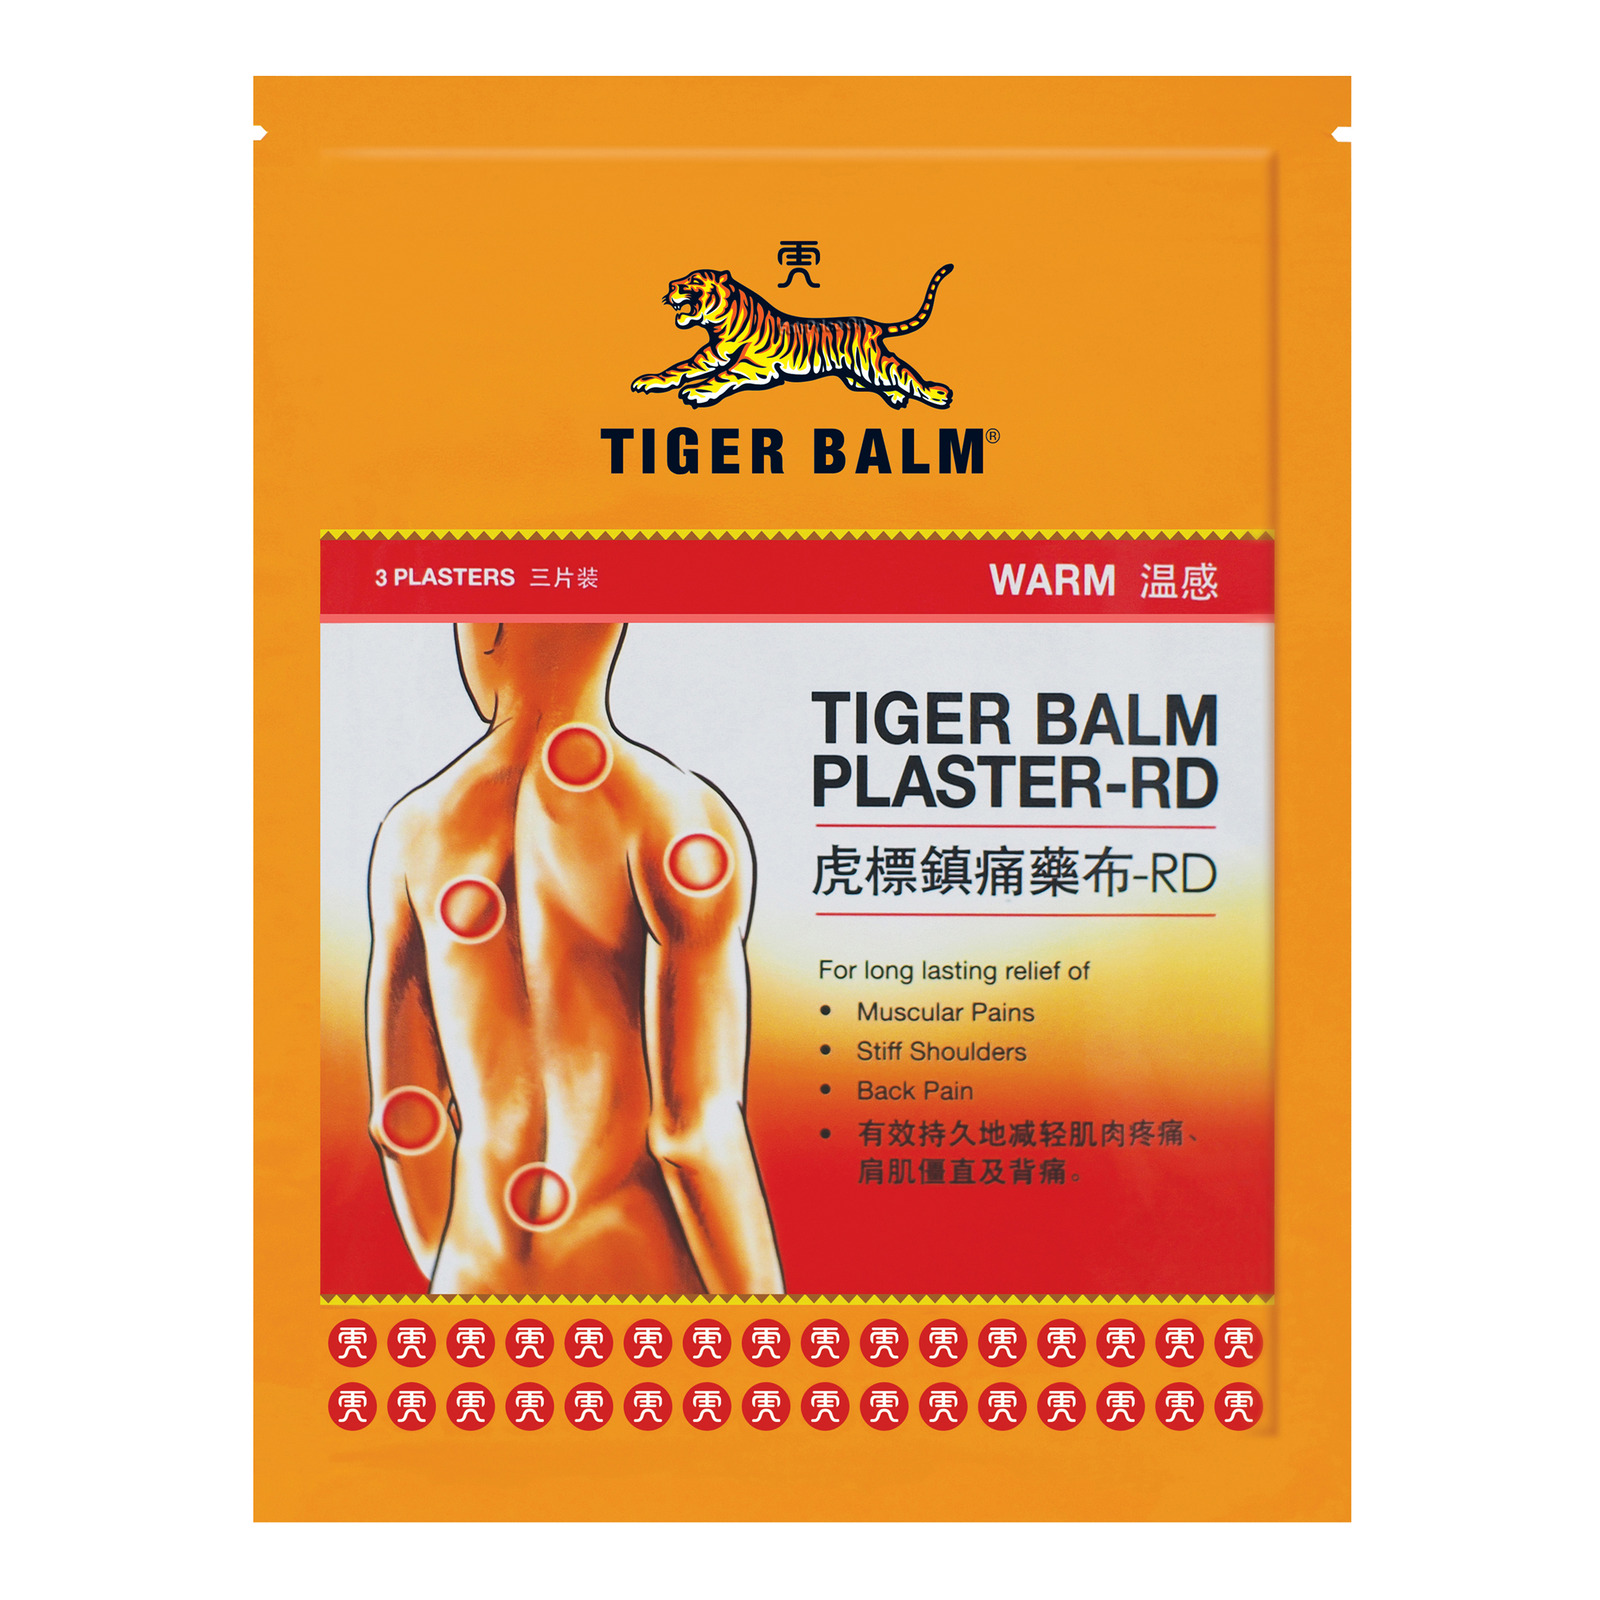 TIGER BALM®
3 PLASTERS 三片装
WARM 温感
TIGER BALM
PLASTER-RD
虎標鎮痛藥布-RD
For long lasting relief of
• Muscular Pains
• Stiff Shoulders
• Back Pain
• 有效持久地减轻肌肉疼痛、
肩肌僵直及背痛。